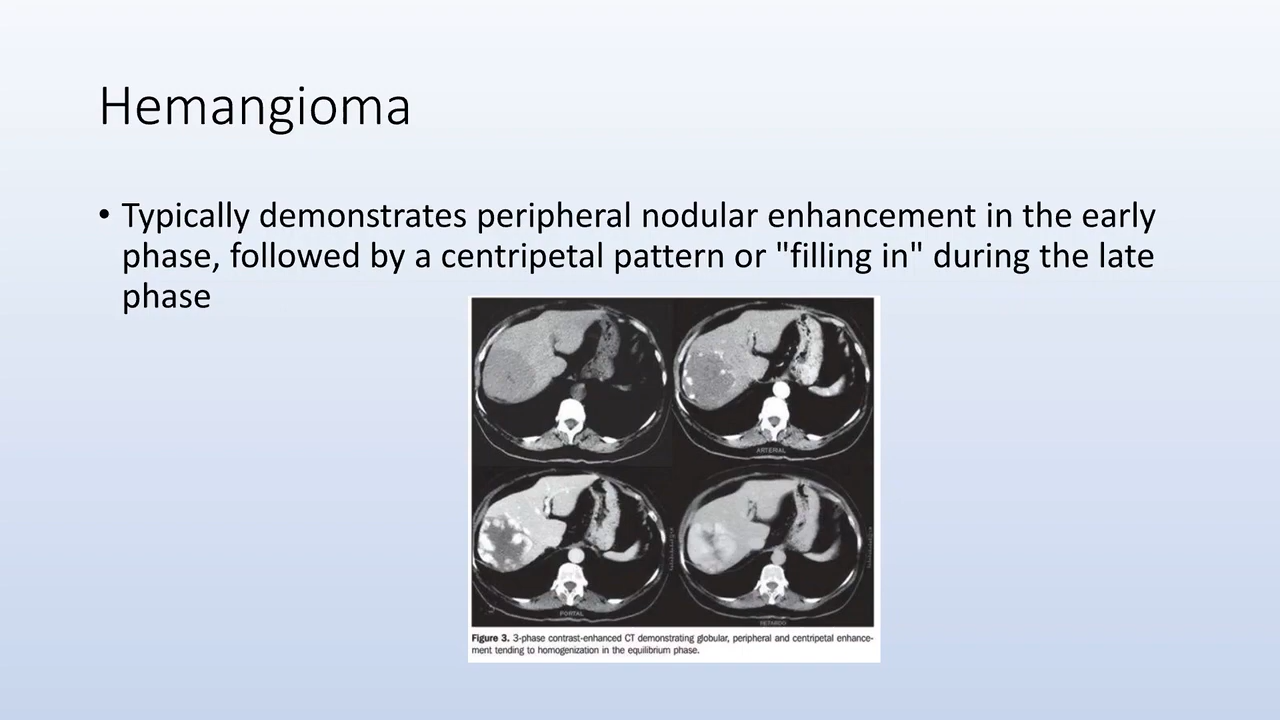 Hemangioma
• Typically demonstrates peripheral nodular enhancement in the early
phase, followed by a centripetal pattern or "filling in" during the late
phase
ARTERIAL
PORTAL
RETARDO
Figure 3. 3-phase contrast-enhanced CT demonstrating globular, peripheral and centripetal enhance-
ment tending to homogenization in the equilibrium phase.